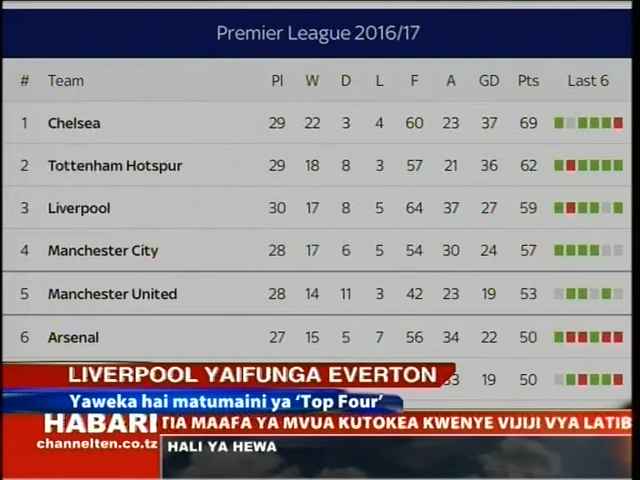 Premier League 2016/17
# Team Pl W D L F A GD Pts Last 6
1 Chelsea 29 22 3 4 60 23 37 69
2 Tottenham Hotspur 29 18 8 3 57 21 36 62
3 Liverpool 30 17 8 5 64 37 27 59
4 Manchester City 28 17 6 5 54 30 24 57
5 Manchester United 28 14 11 3 42 23 19 53
6 Arsenal 27 15 5 7 56 34 22 50
33 19 50
LIVERPOOL YAIFUNGA EVERTON
Yaweka hai matumaini ya 'Top Four'
HABARI TIA MAAFA YA MVUA KUTOKEA KWENYE VIJIJI VYA LATIB
channelten.co.tz HALI YA HEWA